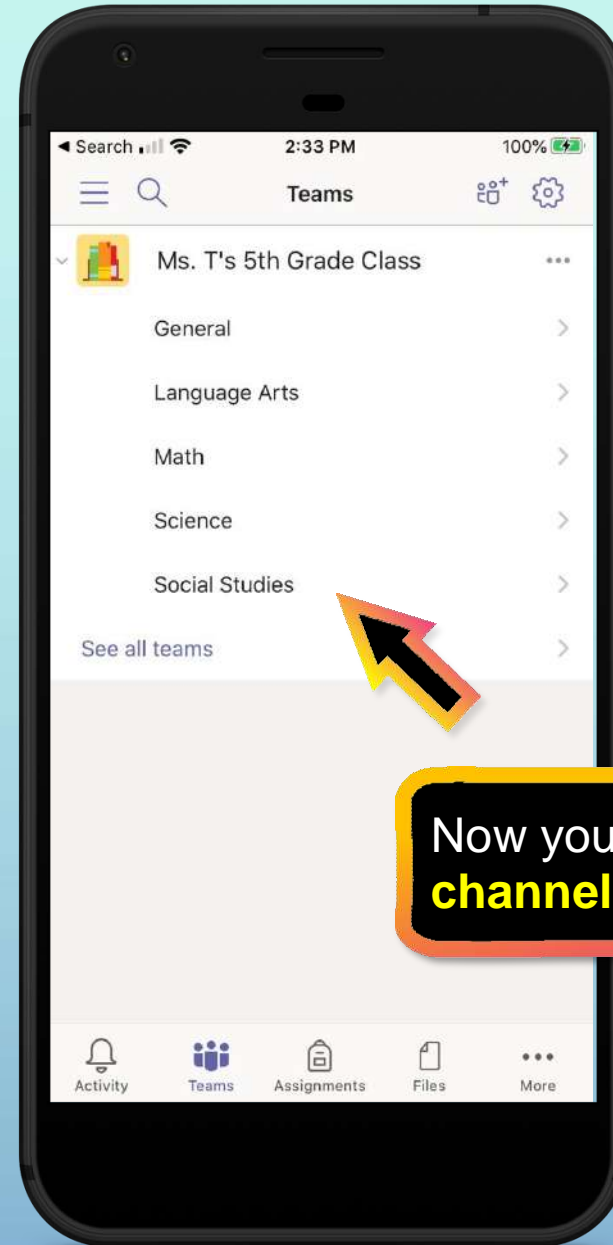 ◄ Search 2:33 PM 100%
Teams
Ms. T's 5th Grade Class
General
Language Arts
Math
Science
Social Studies
See all teams
Now you
channel
Activity Teams Assignments Files More